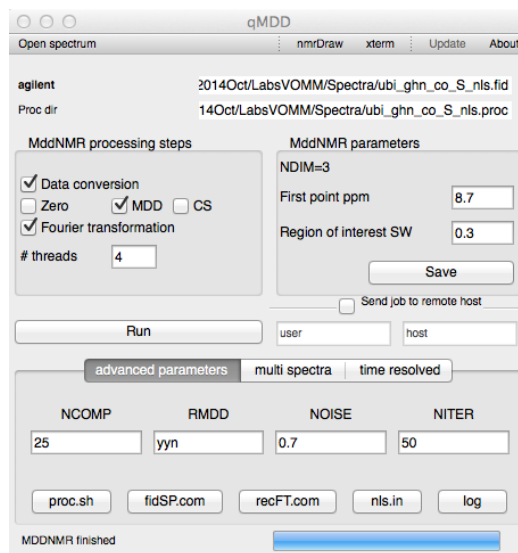 qMDD
Open spectrum nmrDraw xterm Update About
agilent 2014Oct/LabsVOMM/Spectra/ubi_ghn_co_S_nls.fid
Proc dir 14Oct/LabsVOMM/Spectra/ubi_ghn_co_S_nls.proc
MddNMR processing steps
Data conversion
Zero MDD CS
Fourier transformation
# threads 4
MddNMR parameters
NDIM=3
First point ppm 8.7
Region of interest SW 0.3
Save
Send job to remote host
Run user host
advanced parameters multi spectra time resolved
NCOMP RMDD NOISE NITER
25 yyn 0.7 50
proc.sh fidSP.com recFT.com nls.in log
MDDNMR finished